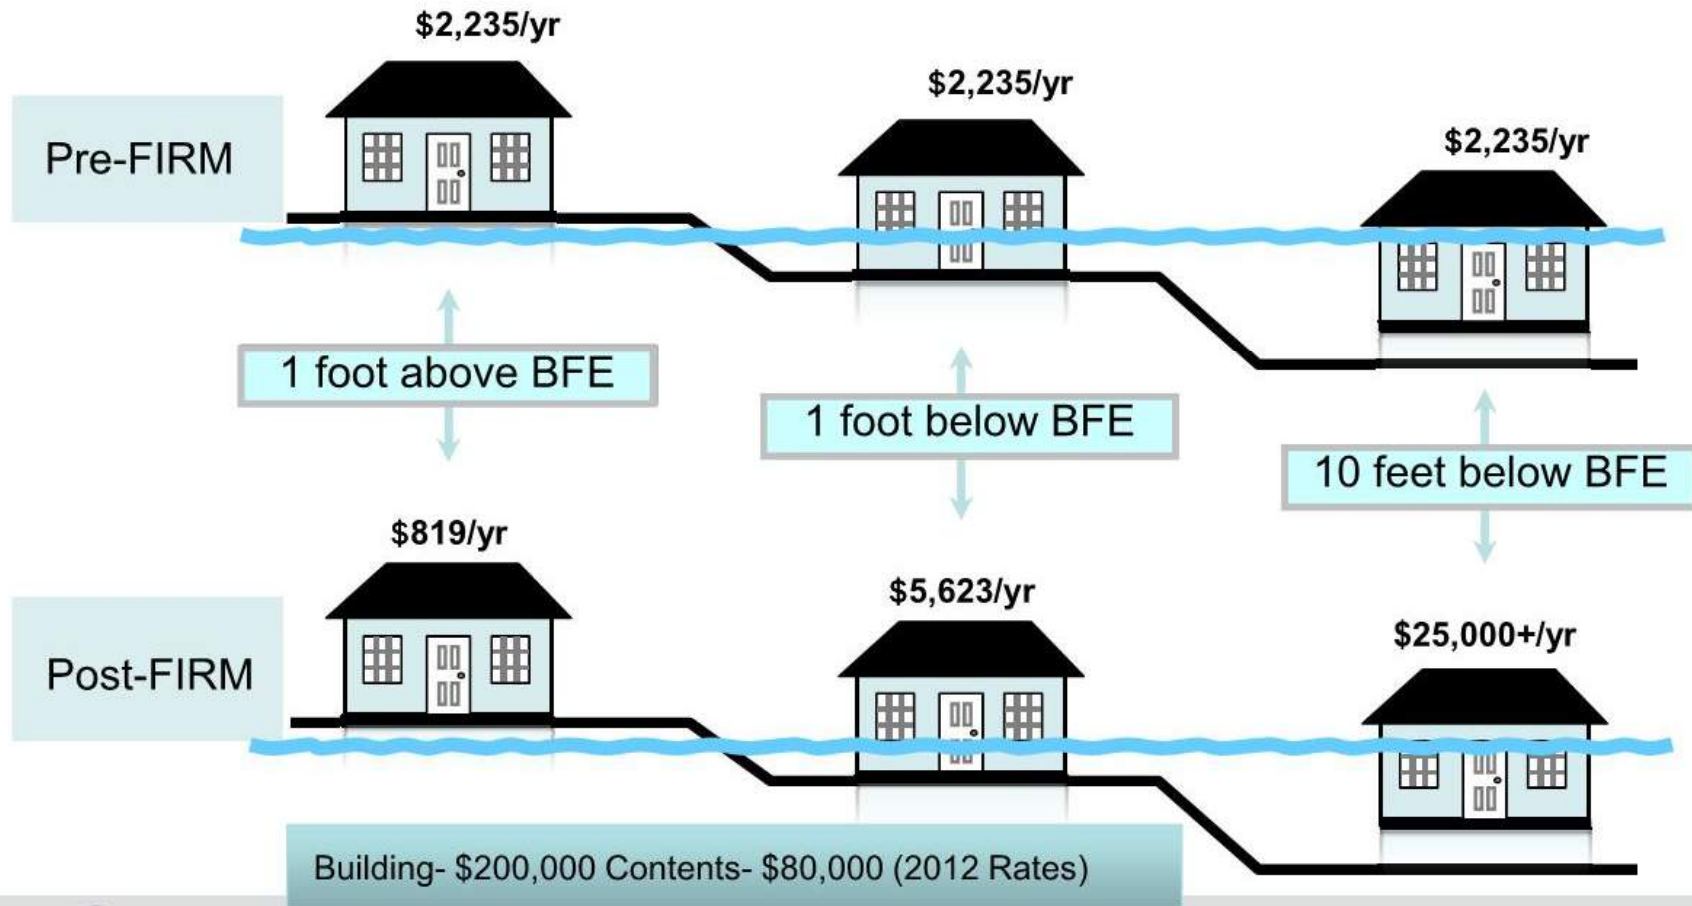 $2,235/yr
$2,235/yr
$2,235/yr
Pre-FIRM
1 foot above BFE
1 foot below BFE
10 feet below BFE
$819/yr
$5,623/yr
$25,000+/yr
Post-FIRM
Building- $200,000 Contents- $80,000 (2012 Rates)